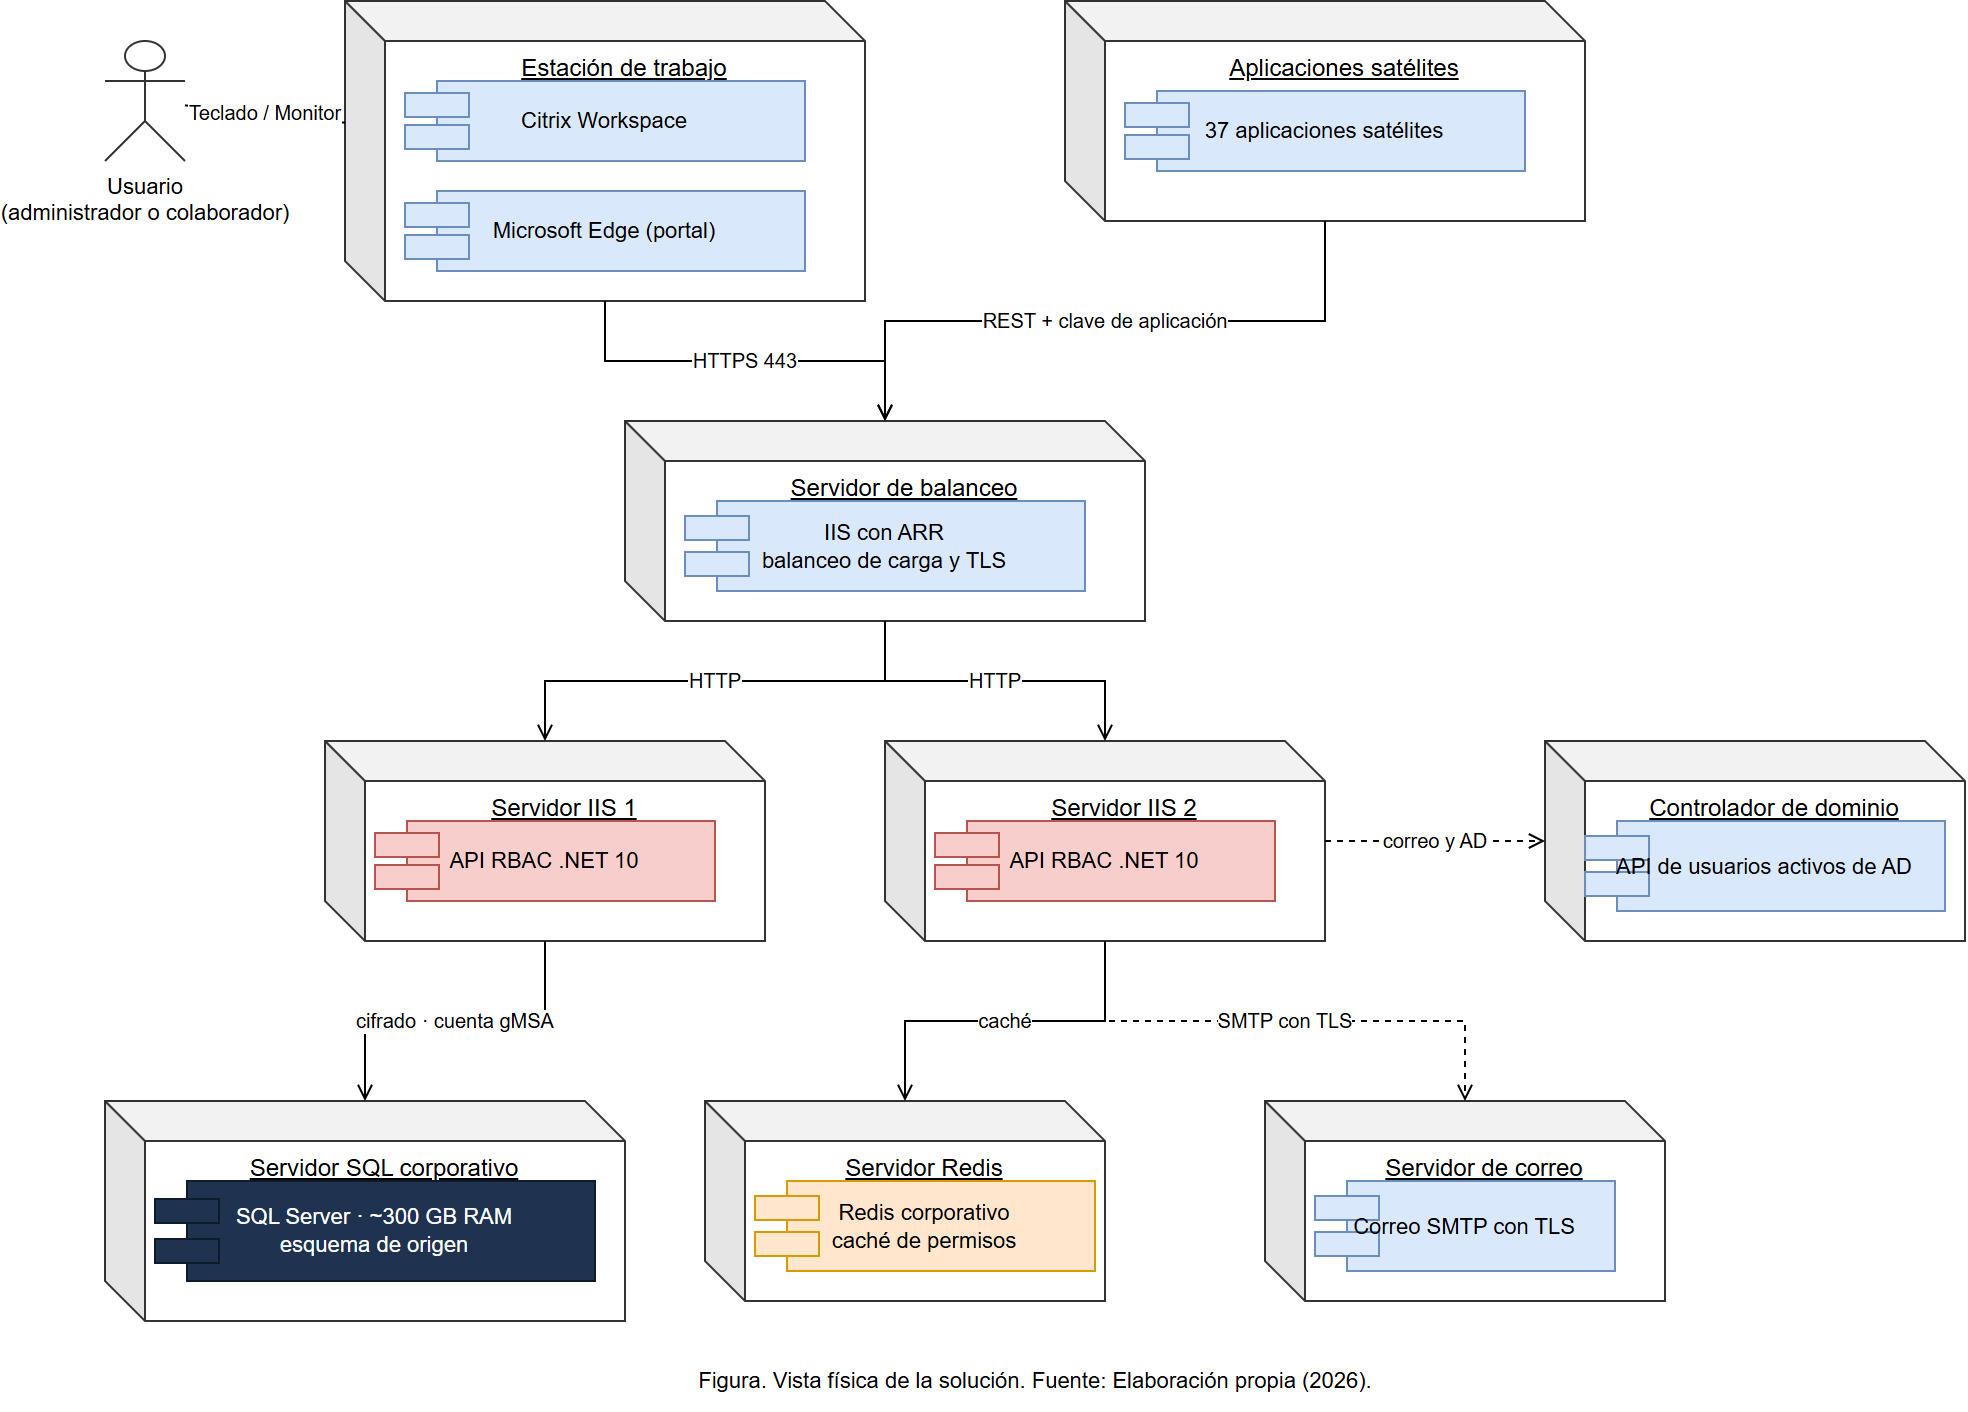 Estación de trabajo
Citrix Workspace
Microsoft Edge (portal)
Teclado / Monitor
Usuario
(administrador o colaborador)
Aplicaciones satélites
37 aplicaciones satélites
REST + clave de aplicación
HTTPS 443
Servidor de balanceo
IIS con ARR
balanceo de carga y TLS
HTTP
HTTP
Servidor IIS 1
API RBAC .NET 10
Servidor IIS 2
API RBAC .NET 10
correo y AD
Controlador de dominio
API de usuarios activos de AD
cifrado · cuenta gMSA
caché
SMTP con TLS
Servidor SQL corporativo
SQL Server · ~300 GB RAM
esquema de origen
Servidor Redis
Redis corporativo
caché de permisos
Servidor de correo
Correo SMTP con TLS
Figura. Vista física de la solución. Fuente: Elaboración propia (2026).